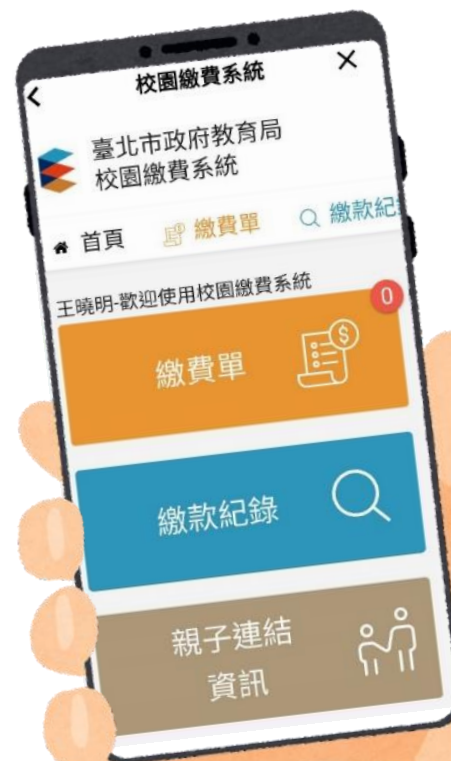 校園繳費系統
臺北市政府教育局
校園繳費系統
首頁 繳費單 繳款紀
王曉明-歡迎使用校園繳費系統
0
繳費單
繳款紀錄
親子連結
資訊